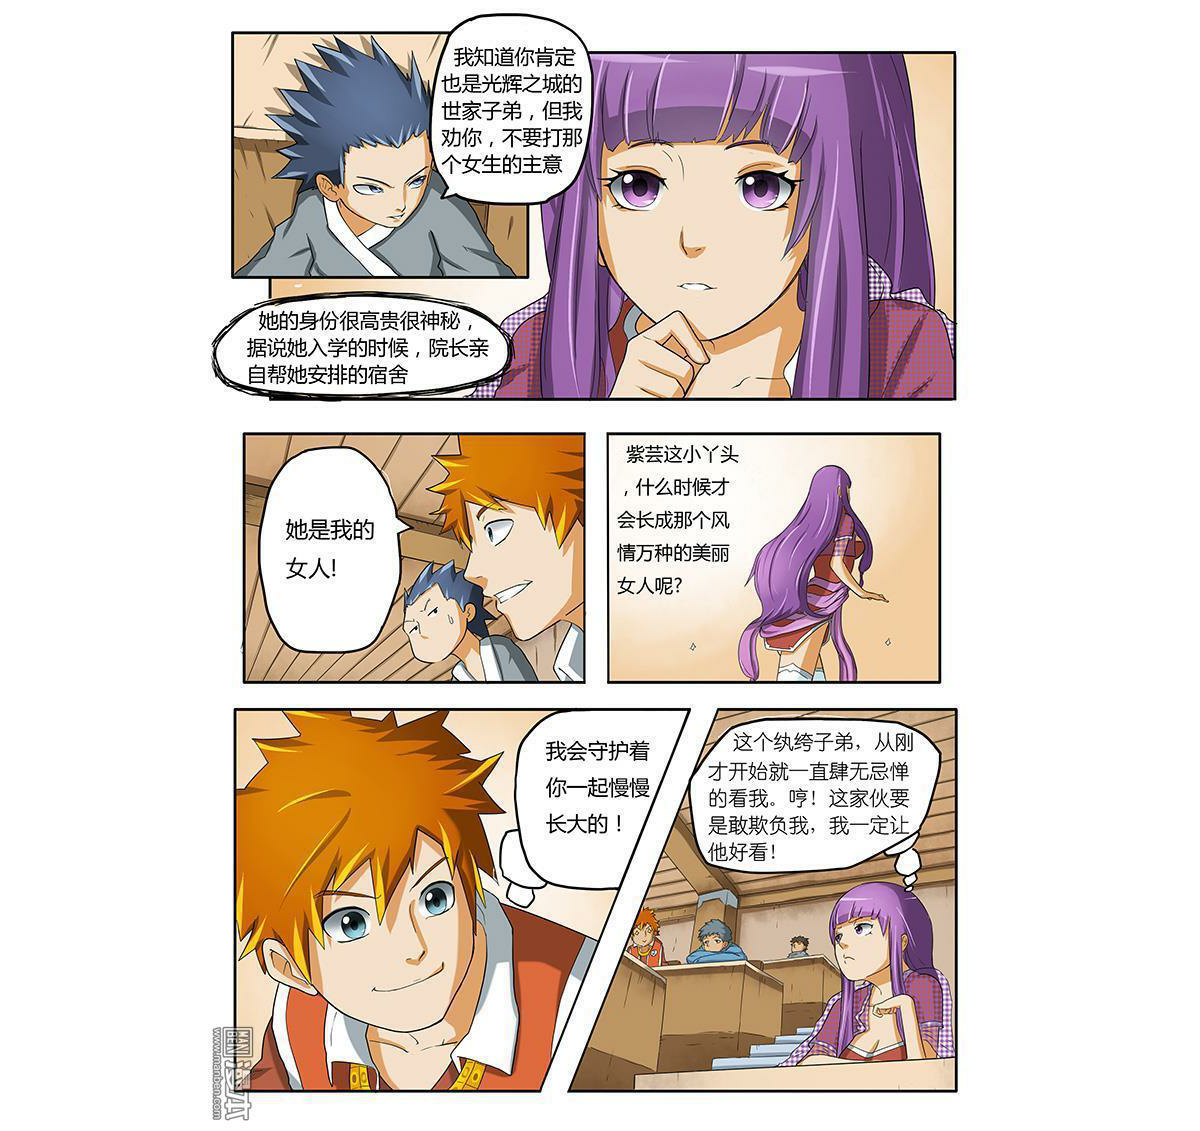 我知道你肯定
也是光辉之城的
世家子弟，但我
劝你，不要打那
个女生的主意
她的身份很高贵很神秘，
据说她入学的时候，院长亲
自帮她安排的宿舍
她是我的
女人!
紫芸这小丫头
，什么时候才
会长成那个风
情万种的美丽
女人呢?
我会守护着
你一起慢慢
长大的！
这个纨绔子弟，从刚
才开始就一直肆无忌惮
的看我。哼！这家伙要
是敢欺负我，我一定让
他好看！
漫本
MANBEN
www.manben.com